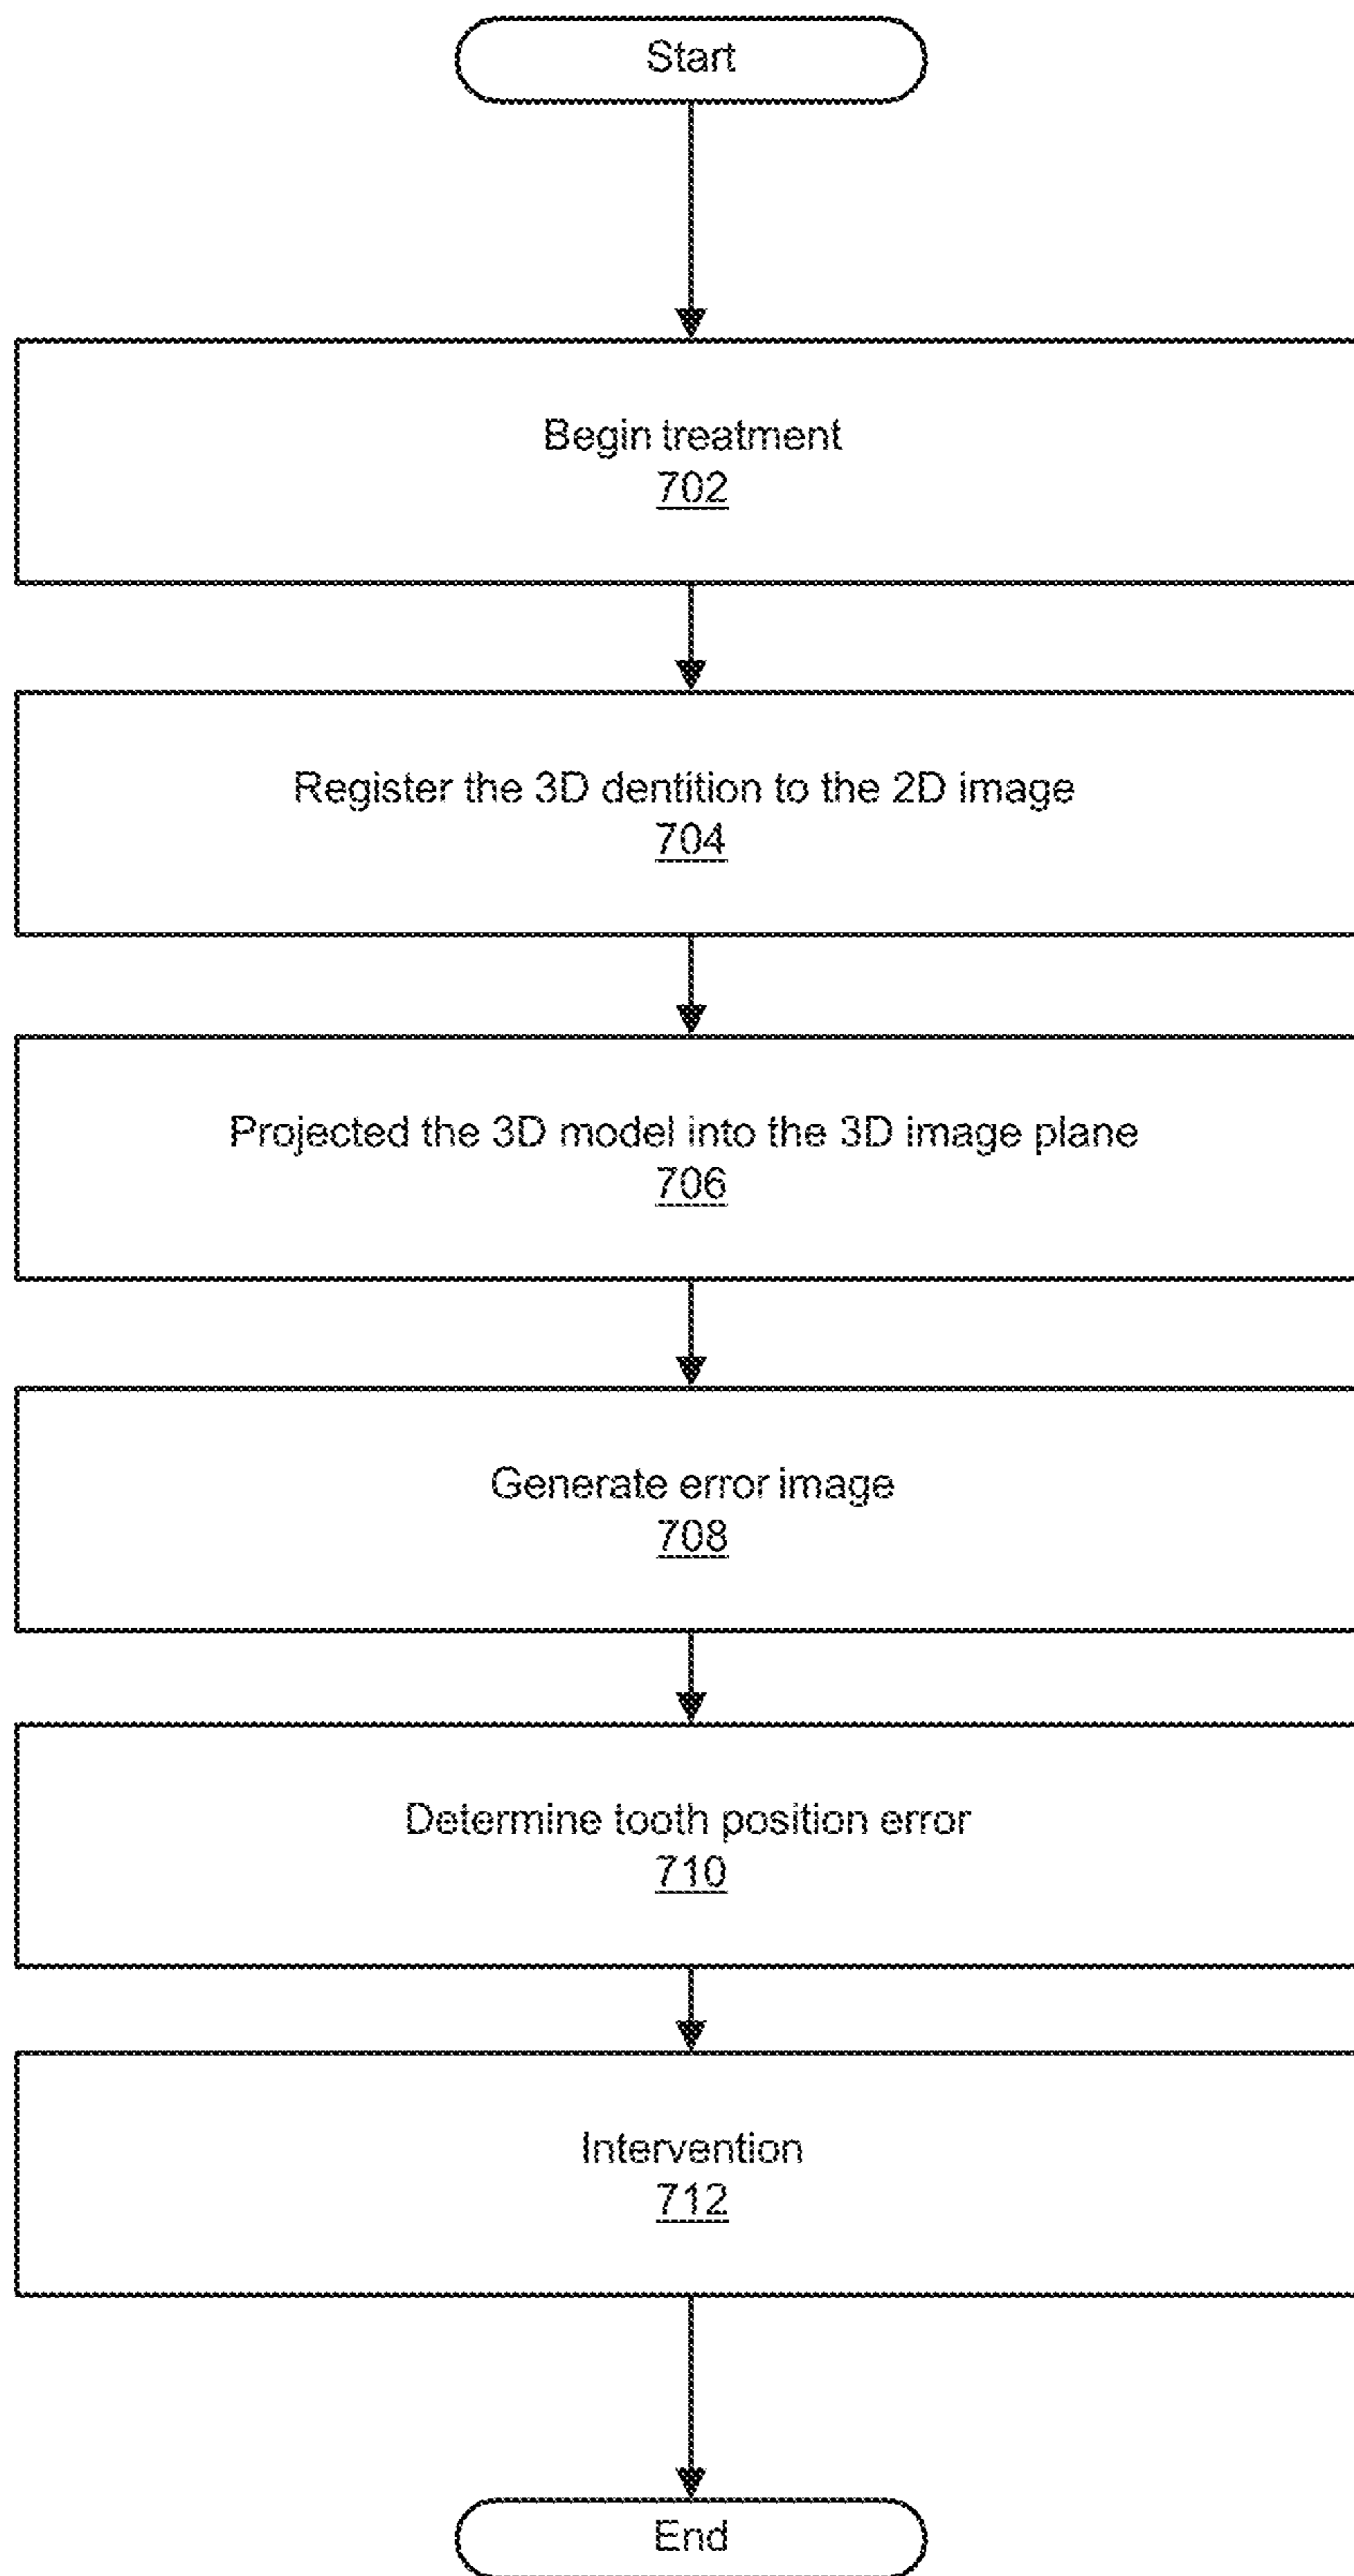 Start
Begin treatment
702
Register the 3D dentition to the 2D image
704
Projected the 3D model into the 3D image plane
706
Generate error image
708
Determine tooth position error
710
Intervention
712
End